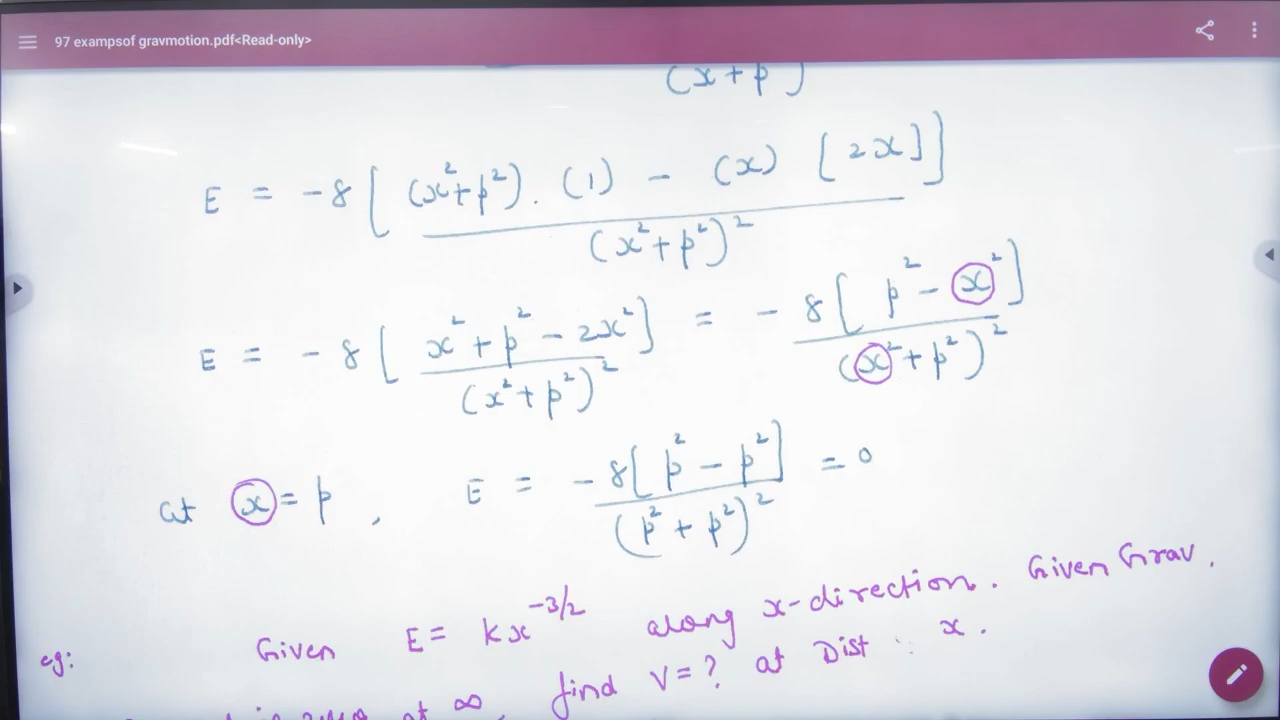 97 exampsof gravmotion.pdf<Read-only>
(x+p
E = -8[ (x²+p²). (1) - (x) [2x]] / (x²+p²)²
E = -8[ x²+p²-2x²] / (x²+p²)² = -8[ p²-x²] / (x²+p²)²
at x=p, E = -8[p²-p²] / (p²+p²)² = 0
eg: Given E= kx^-3/2 along x-direction. Given Grav.
at ∞, find V=? at Dist x.